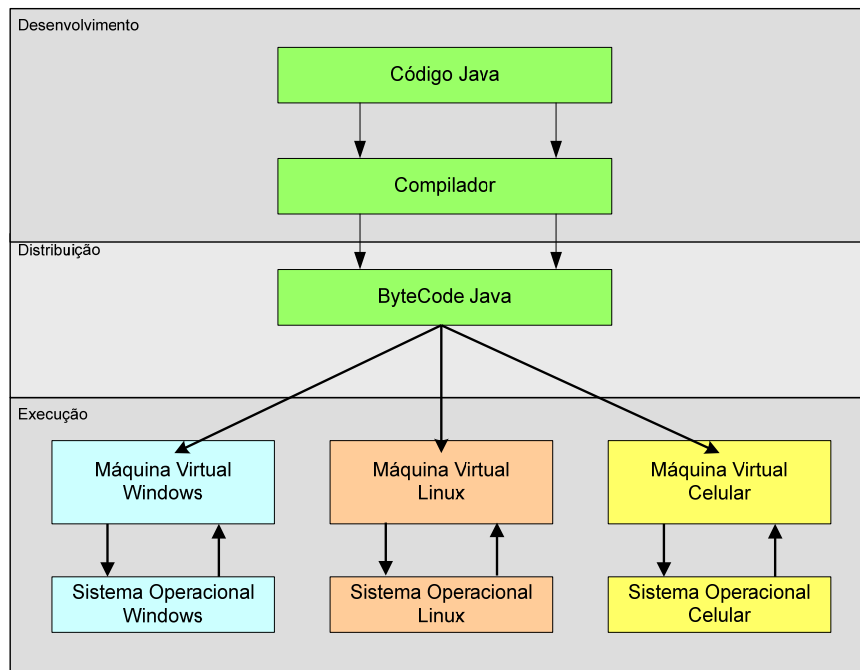 Desenvolvimento
Código Java
Compilador
Distribuição
ByteCode Java
Execução
Máquina Virtual
Windows
Máquina Virtual
Linux
Máquina Virtual
Celular
Sistema Operacional
Windows
Sistema Operacional
Linux
Sistema Operacional
Celular